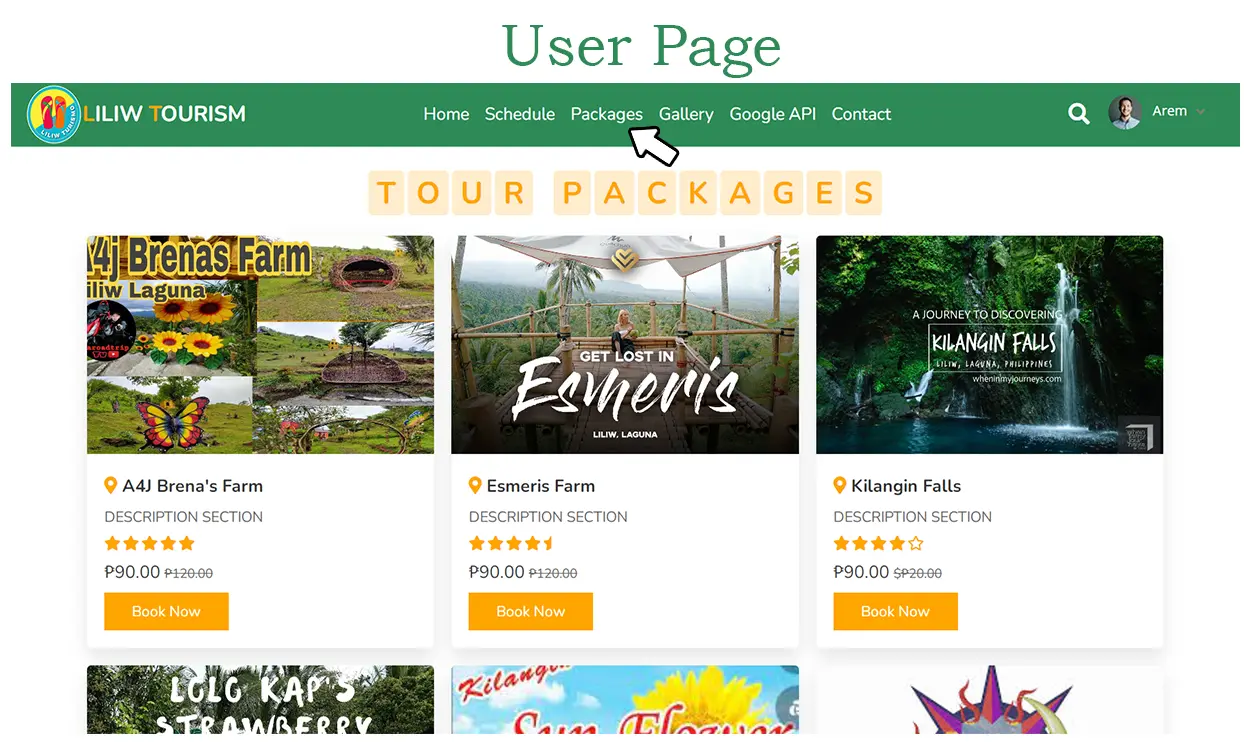 User Page
LILIW TOURISM
Home Schedule Packages Gallery Google API Contact
Arem
TOUR PACKAGES
A4j Brenas Farm
iliw Laguna
aroadtrip
GET LOST IN
Esmeris
LILIW, LAGUNA
A JOURNEY TO DISCOVERING
KILANGIN FALLS
LILIW, LAGUNA, PHILIPPINES
wheninmyjourneys.com
A4J Brena's Farm
DESCRIPTION SECTION
₱90.00 ₱120.00
Book Now
Esmeris Farm
DESCRIPTION SECTION
₱90.00 ₱120.00
Book Now
Kilangin Falls
DESCRIPTION SECTION
₱90.00 $₱20.00
Book Now
LOLO KAP'S
STRAWBERRY
Kilangin
Sun Flower